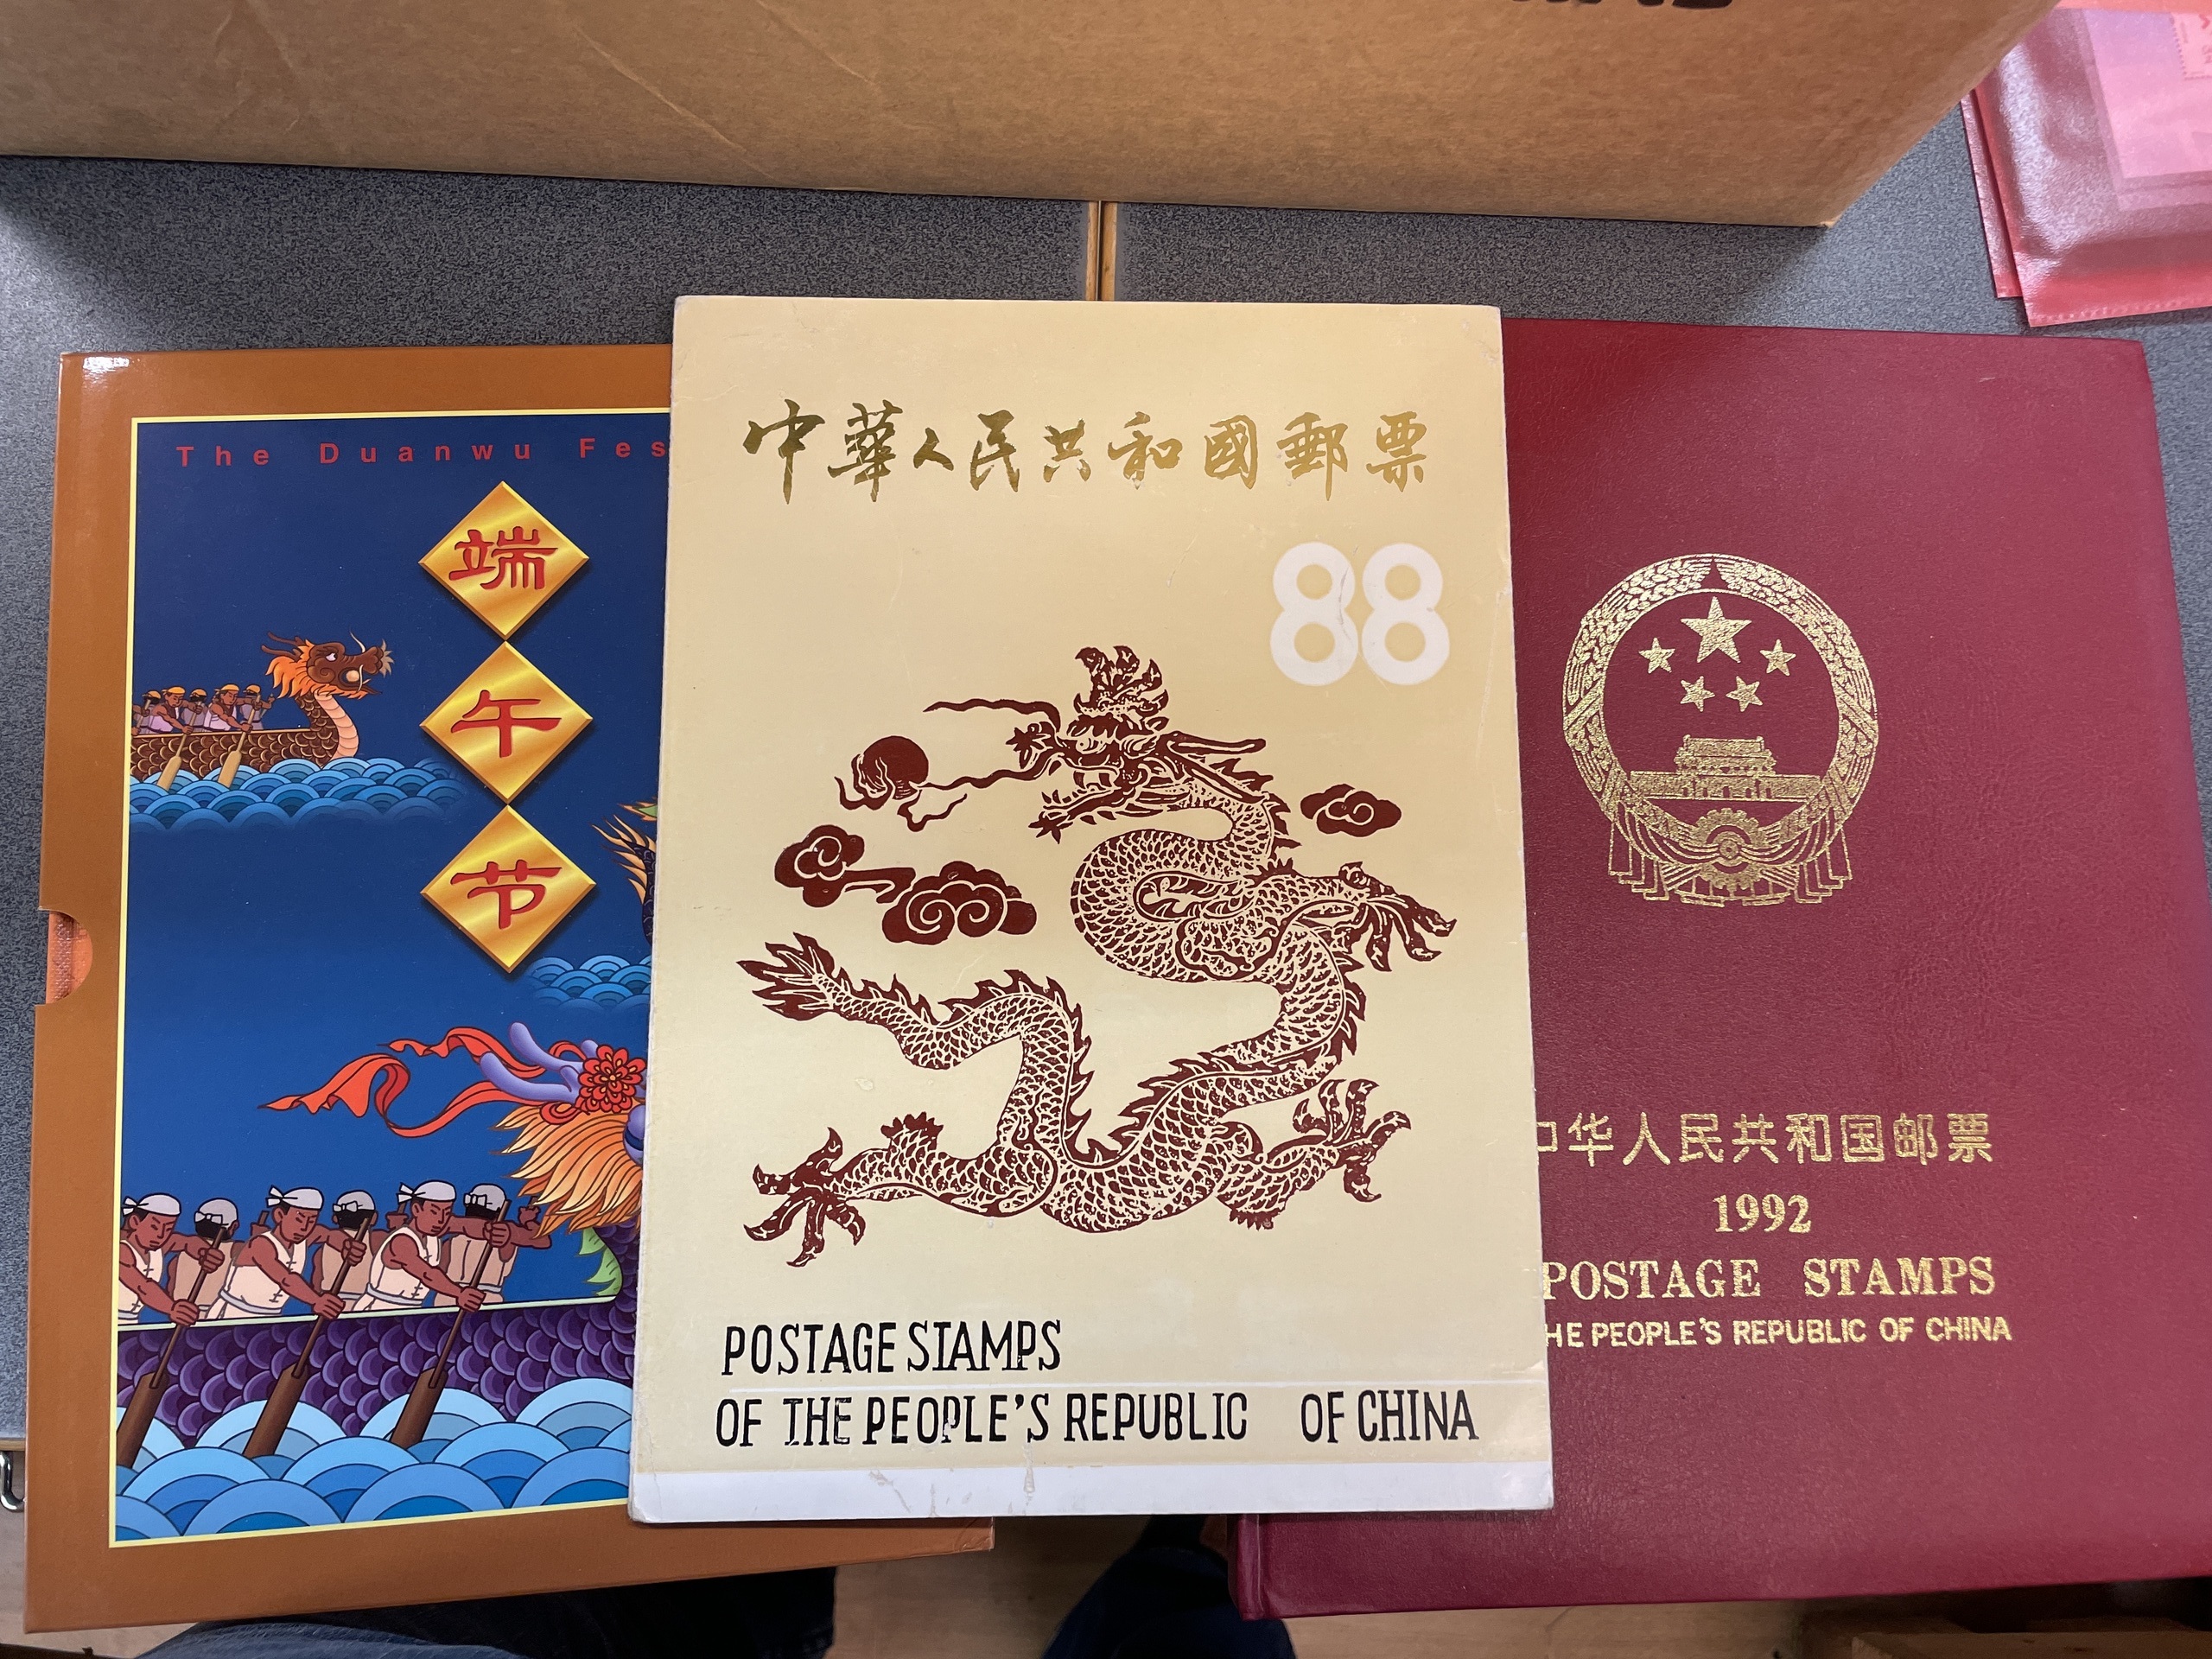 The Duanwu Fes
端
午
节
中華人民共和國郵票
88
POSTAGE STAMPS
OF THE PEOPLE'S REPUBLIC OF CHINA
华人民共和国邮票
1992
POSTAGE STAMPS
HE PEOPLE'S REPUBLIC OF CHINA